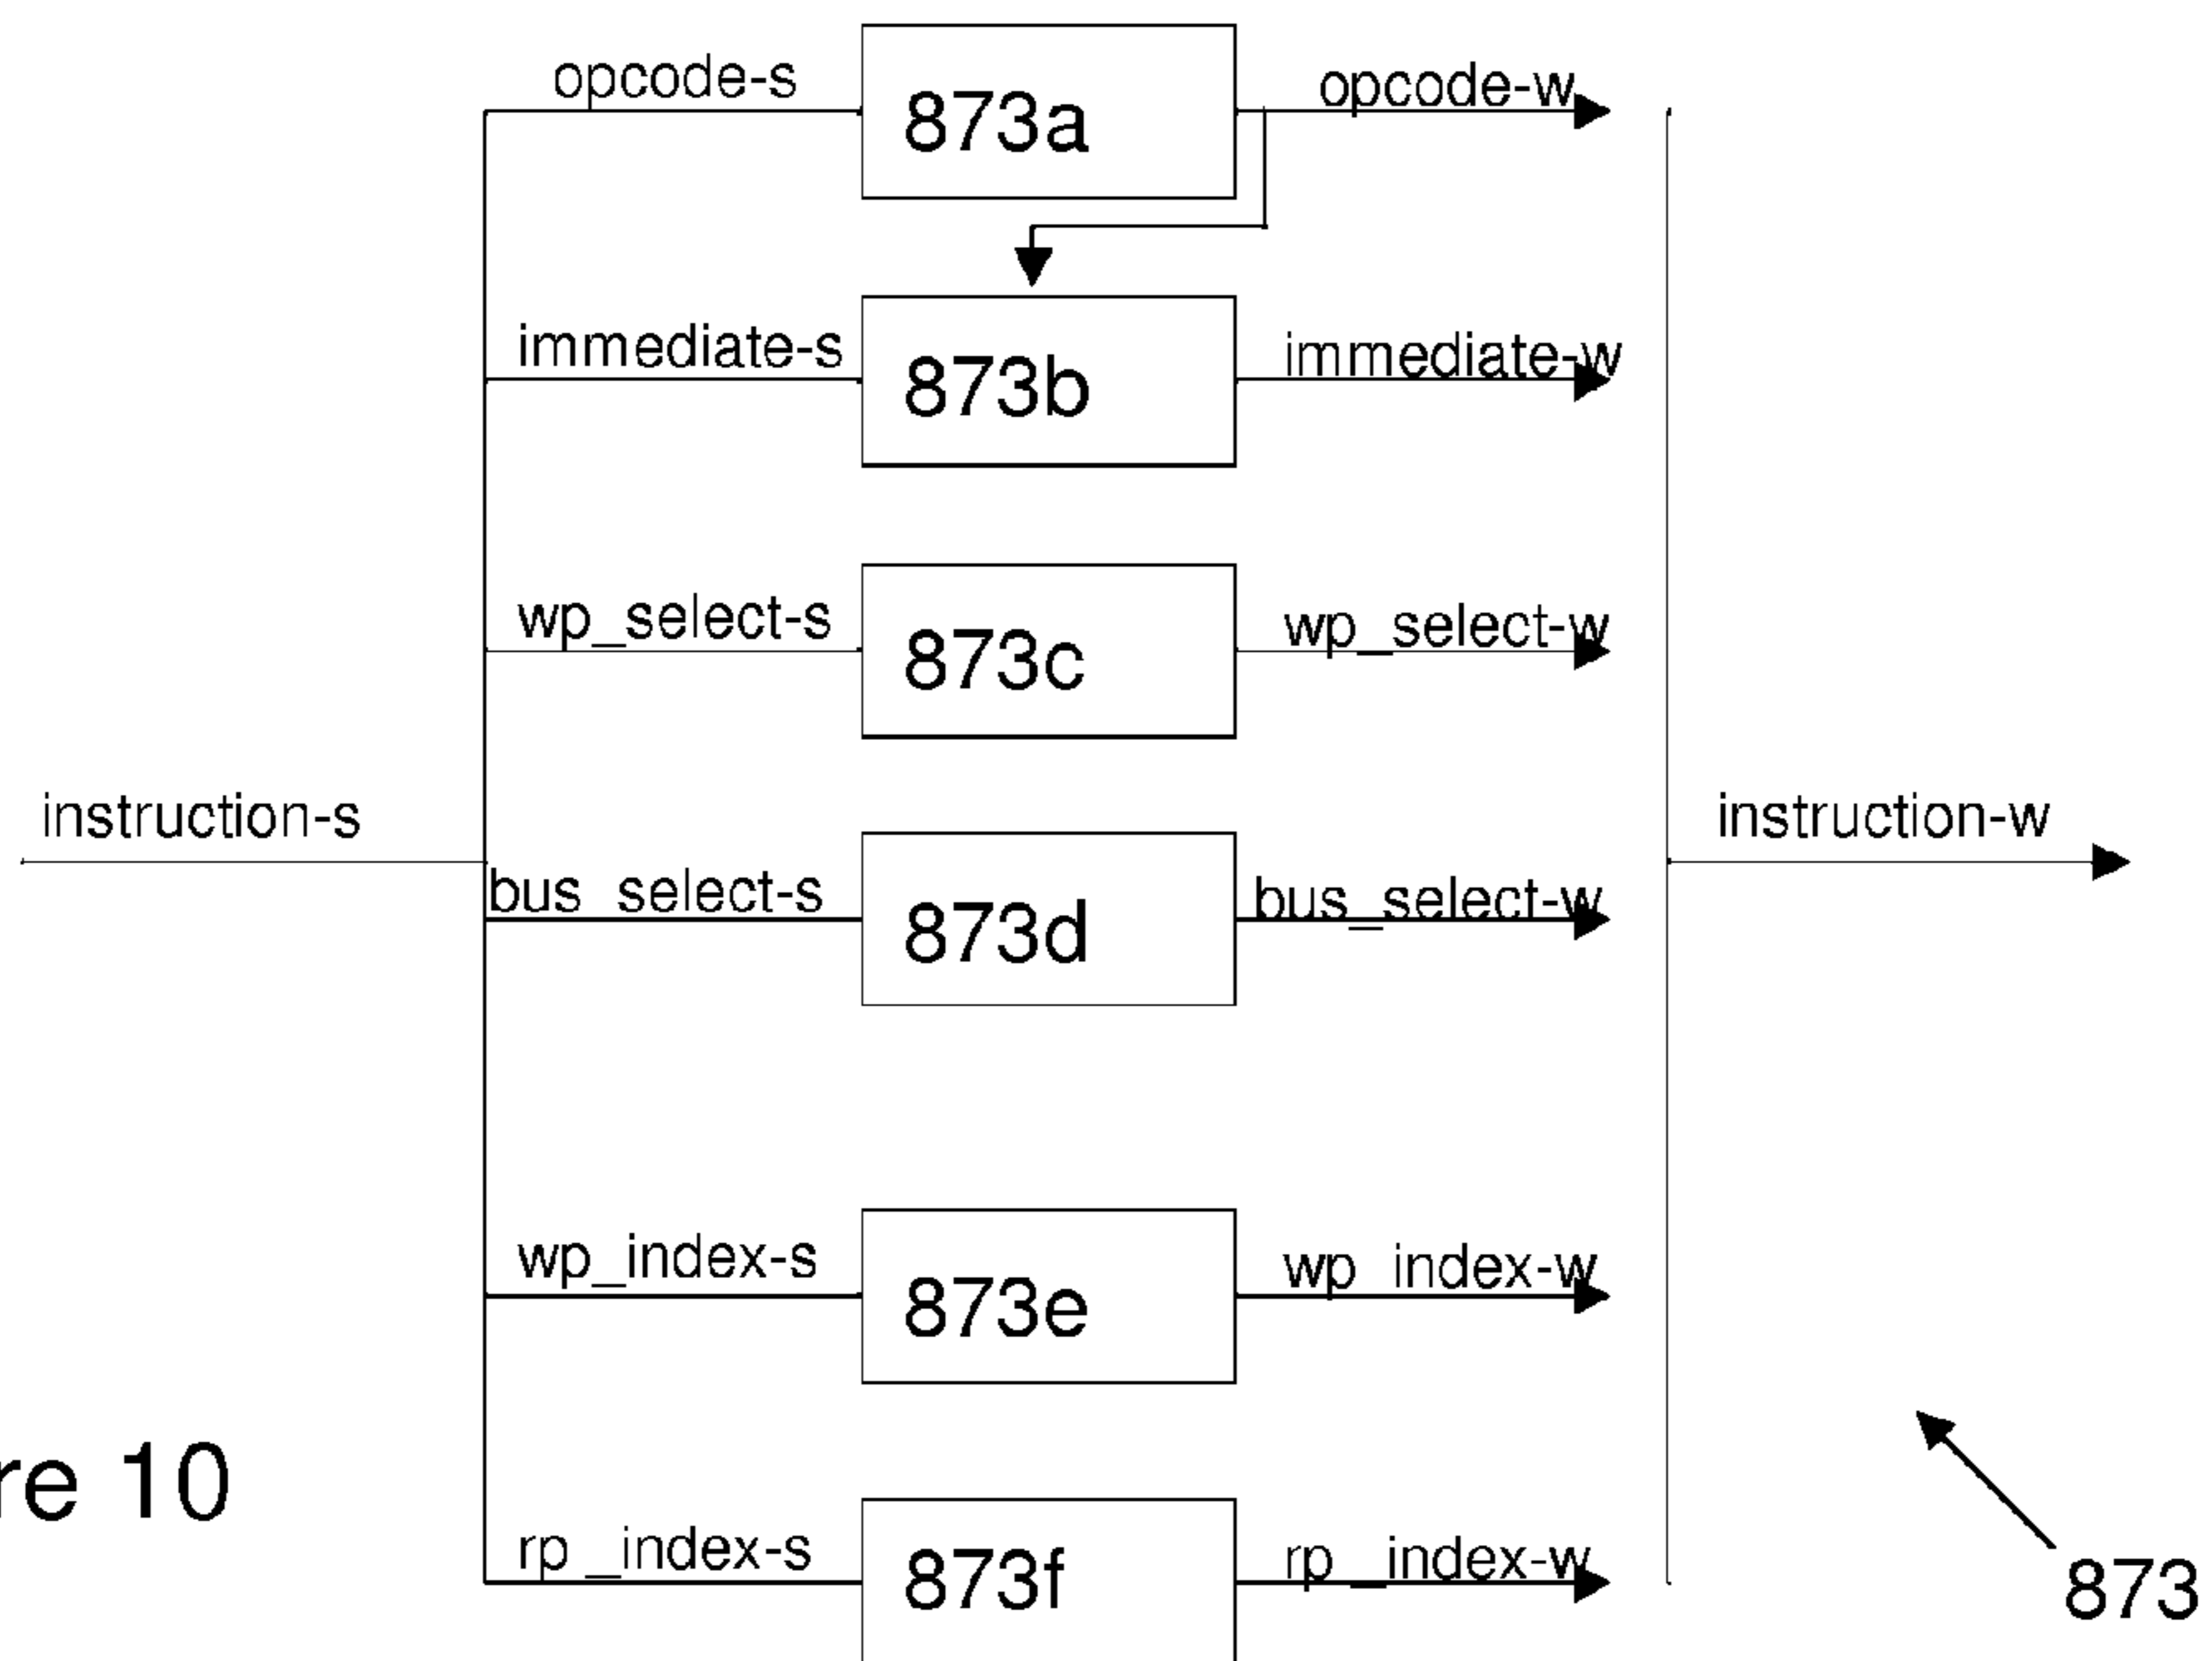 opcode-s
873a
opcode-w
immediate-s
873b
immediate-w
wp_select-s
873c
wp_select-w
instruction-s
instruction-w
bus_select-s
873d
bus_select-w
wp_index-s
873e
wp_index-w
re 10
rp_index-s
873f
rp_index-w
873